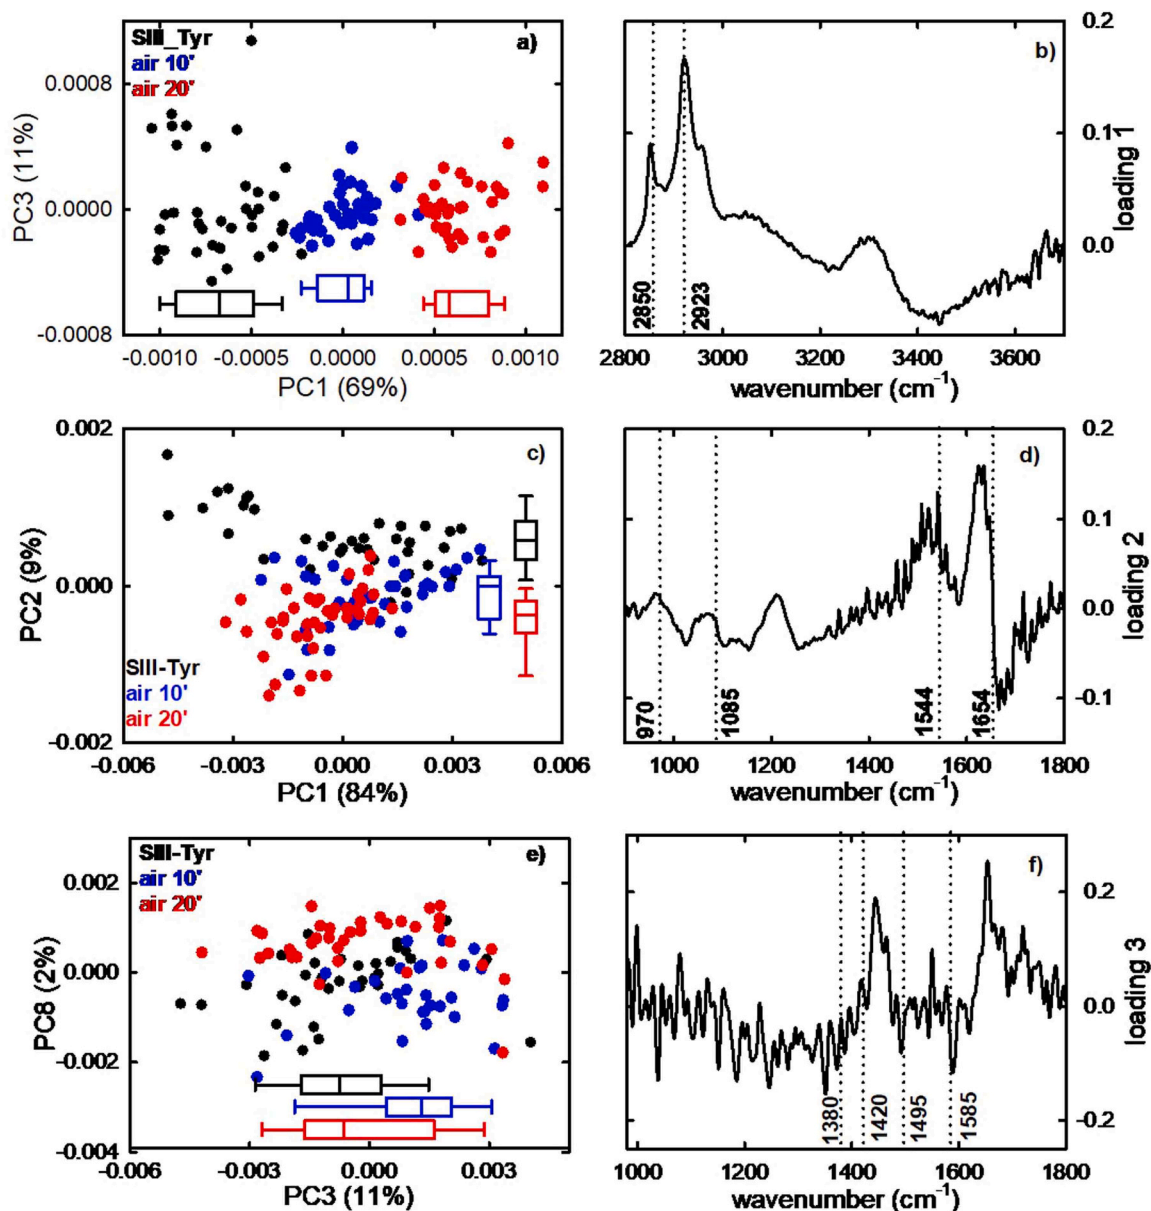 SIII_Tyr
air 10'
air 20'
a)
0.0008
0.0000
-0.0008
PC3 (11%)
-0.0010 -0.0005 0.0000 0.0005 0.0010
PC1 (69%)
b)
0.2
0.1
0.0
loading 1
2850
2923
2800 3000 3200 3400 3600
wavenumber (cm⁻¹)
c)
0.002
0.000
-0.002
PC2 (9%)
SIII-Tyr
air 10'
air 20'
-0.006 -0.003 0.000 0.003 0.006
PC1 (84%)
d)
0.2
0.1
0.0
-0.1
loading 2
970
1085
1544
1654
1000 1200 1400 1600 1800
wavenumber (cm⁻¹)
SIII-Tyr
air 10'
air 20'
e)
0.002
0.000
-0.002
-0.004
PC8 (2%)
-0.006 -0.003 0.000 0.003
PC3 (11%)
f)
0.2
0.0
-0.2
loading 3
1380
1420
1495
1585
1000 1200 1400 1600 1800
wavenumber (cm⁻¹)